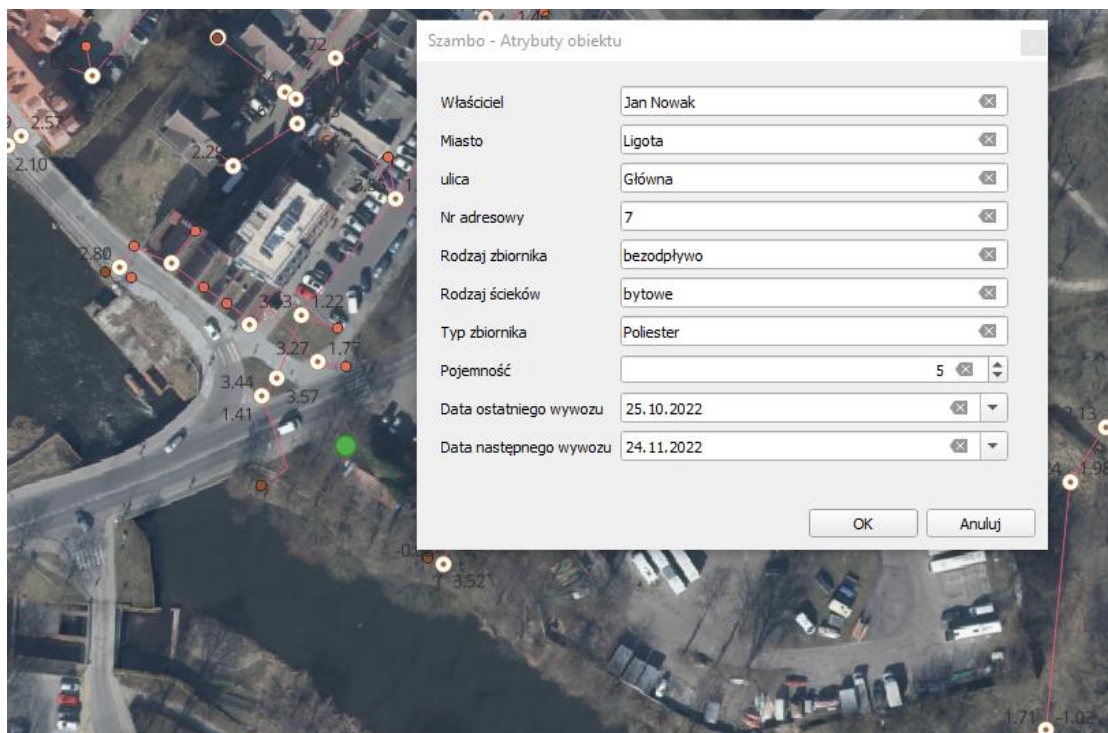 1.46
Szambo - Atrybuty obiektu
Właściciel Jan Nowak
Miasto Ligota
ulica Główna
Nr adresowy 7
Rodzaj zbiornika bezodpływo
Rodzaj ścieków bytowe
Typ zbiornika Poliester
Pojemność 5
Data ostatniego wywozu 25.10.2022
Data następnego wywozu 24.11.2022
OK Anuluj
2.57
2.10
2.29
2.80
1.22
3.27 1.77
3.44
3.57
1.41
3.52
1.98
1.71 -1.02